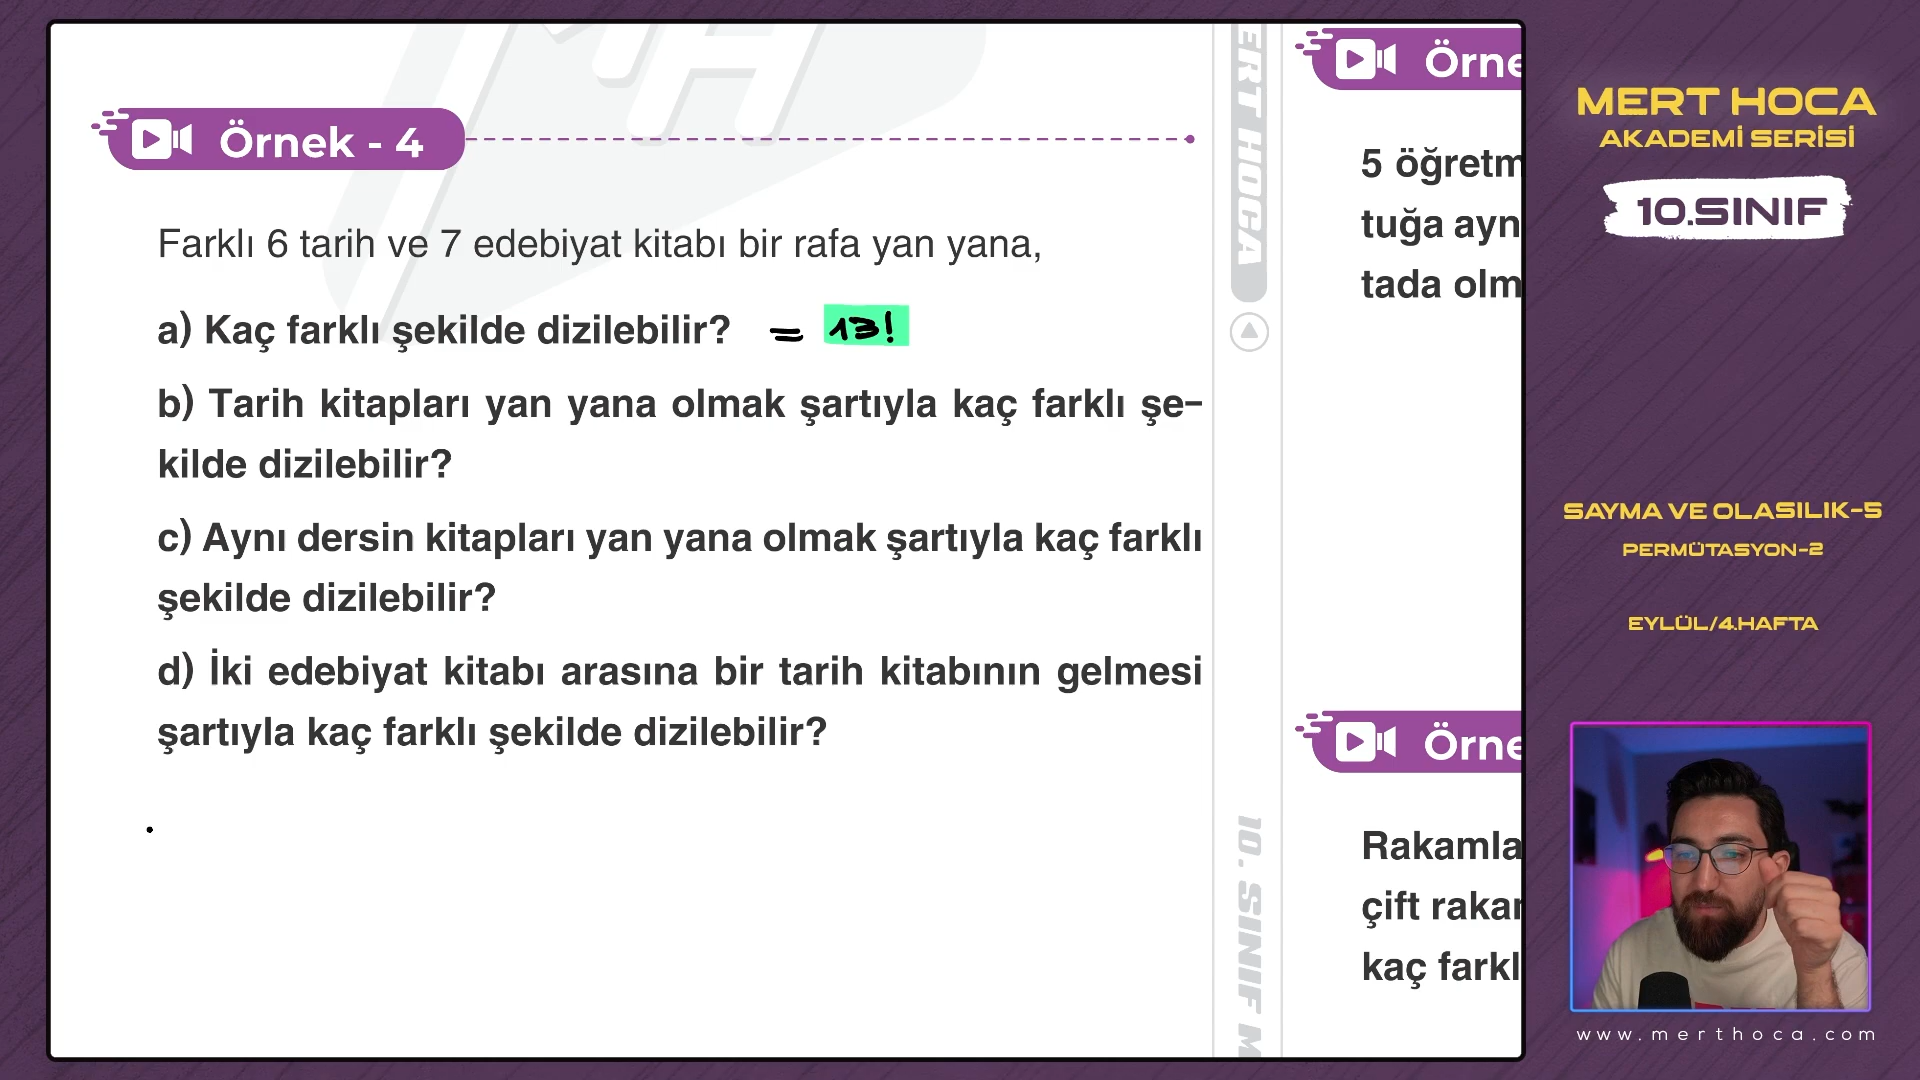 Örnek - 4
Farklı 6 tarih ve 7 edebiyat kitabı bir rafa yan yana,
a) Kaç farklı şekilde dizilebilir? = 13!
b) Tarih kitapları yan yana olmak şartıyla kaç farklı şe-
kilde dizilebilir?
c) Aynı dersin kitapları yan yana olmak şartıyla kaç farklı
şekilde dizilebilir?
d) İki edebiyat kitabı arasına bir tarih kitabının gelmesi
şartıyla kaç farklı şekilde dizilebilir?
ERT HOCA
10. SINIF M
Örne
5 öğretm
tuğa ayn
tada olm
Örne
Rakamla
çift rakar
kaç farkl
MERT HOCA
AKADEMİ SERİSİ
10.SINIF
SAYMA VE OLASILIK-5
PERMÜTASYON-2
EYLÜL/4.HAFTA
www.merthoca.com